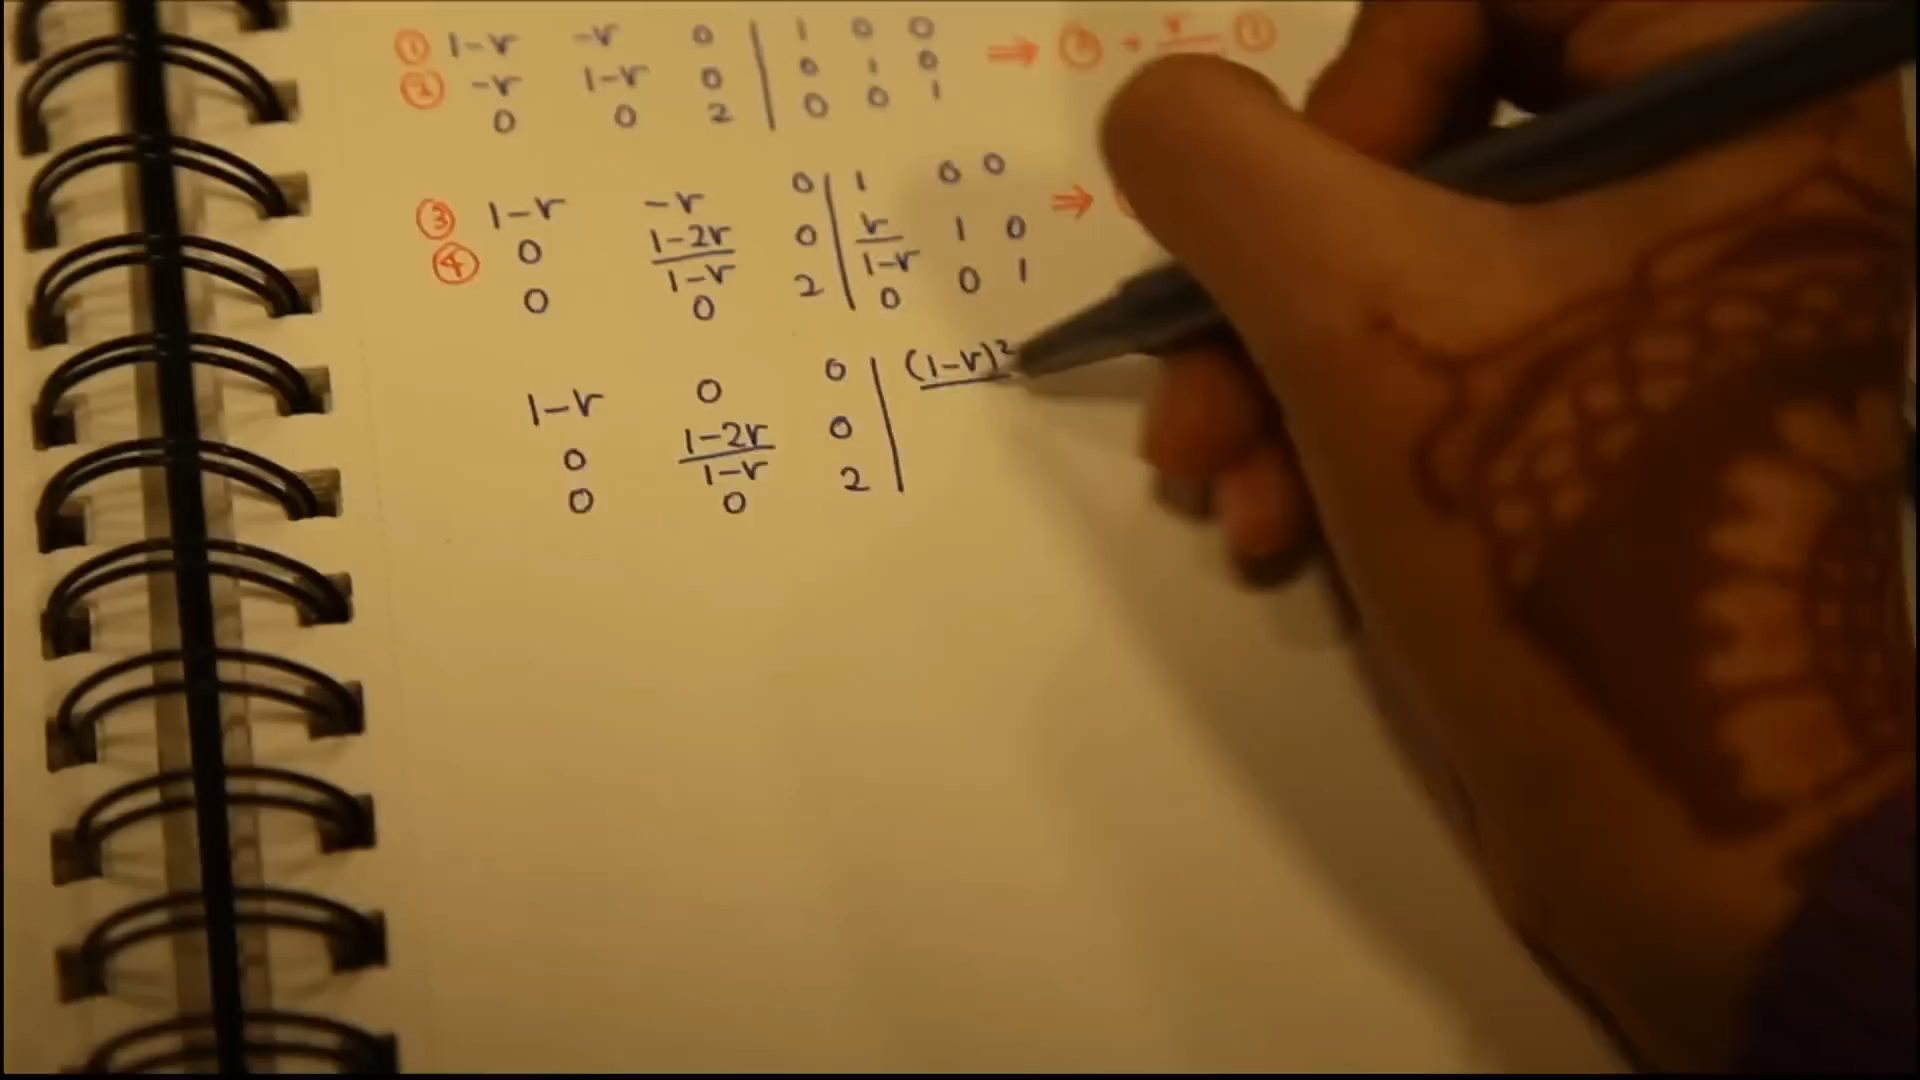 ① 1-r -r 0 | 1 0 0 ⇒ ② + r ①
② -r 1-r 0 | 0 1 0
0 0 2 | 0 0 1
③ 1-r -r 0 | 1 0 0 ⇒
④ 0 1-2r/1-r 0 | r/1-r 1 0
0 0 2 | 0 0 1
1-r 0 0 | (1-r)²
0 1-2r/1-r 0 |
0 0 2 |